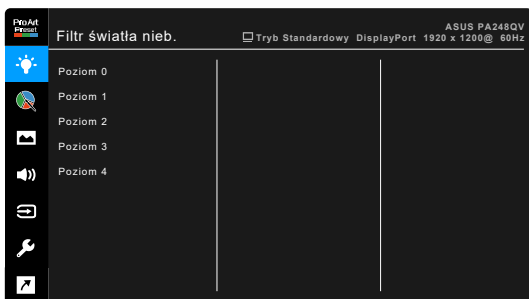 ProArt
Preset
Filtr światła nieb.
ASUS PA248QV
Tryb Standardowy DisplayPort 1920 x 1200@ 60Hz
Poziom 0
Poziom 1
Poziom 2
Poziom 3
Poziom 4